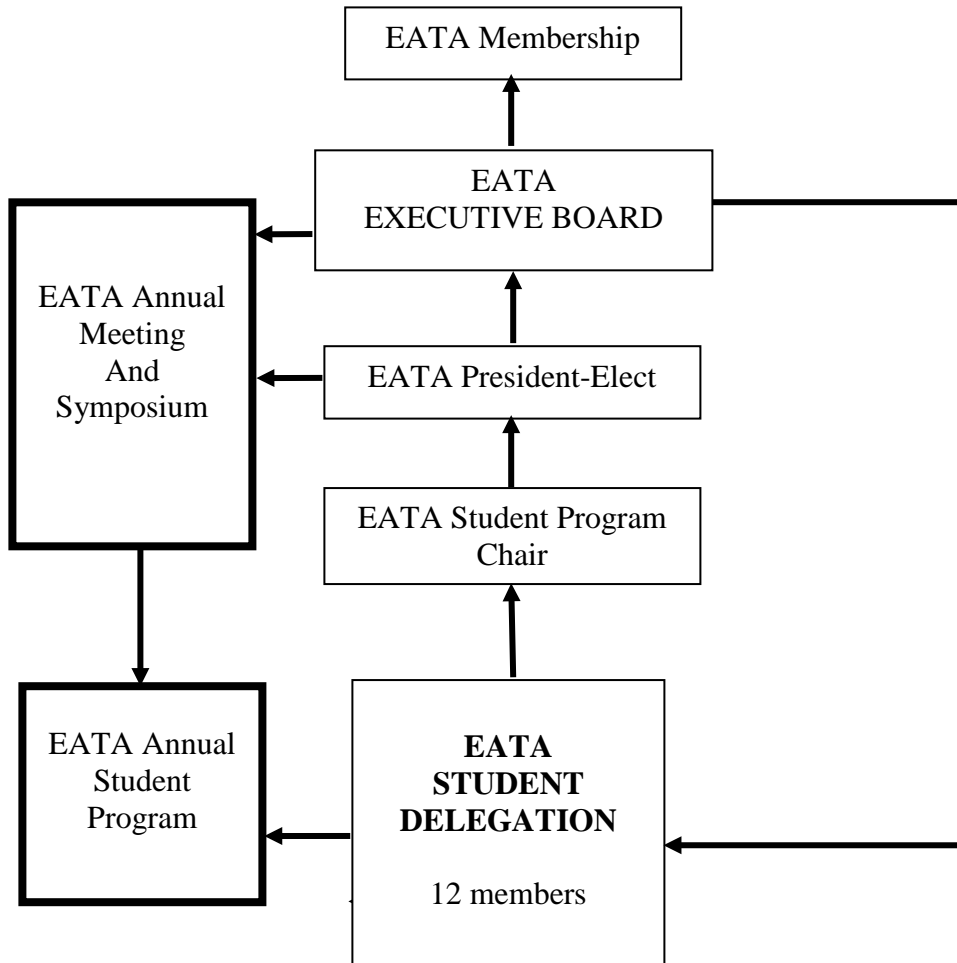 EATA Membership
EATA
EXECUTIVE BOARD
EATA Annual
Meeting
And
Symposium
EATA President-Elect
EATA Student Program
Chair
EATA Annual
Student
Program
EATA
STUDENT
DELEGATION
12 members